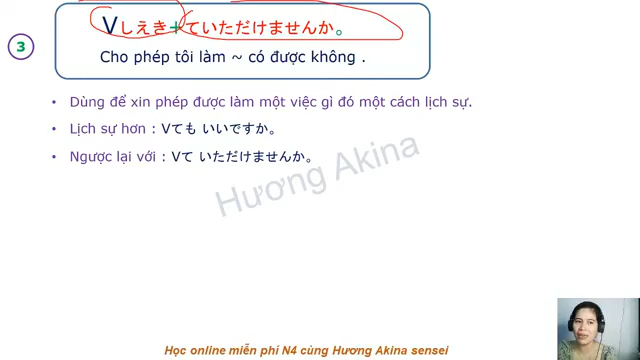 3
Vしえき+ていただけませんか。
Cho phép tôi làm ~ có được không .
• Dùng để xin phép được làm một việc gì đó một cách lịch sự.
• Lịch sự hơn : Vても いいですか。
• Ngược lại với : Vて いただけませんか。
Hương Akina
Học online miễn phí N4 cùng Hương Akina sensei